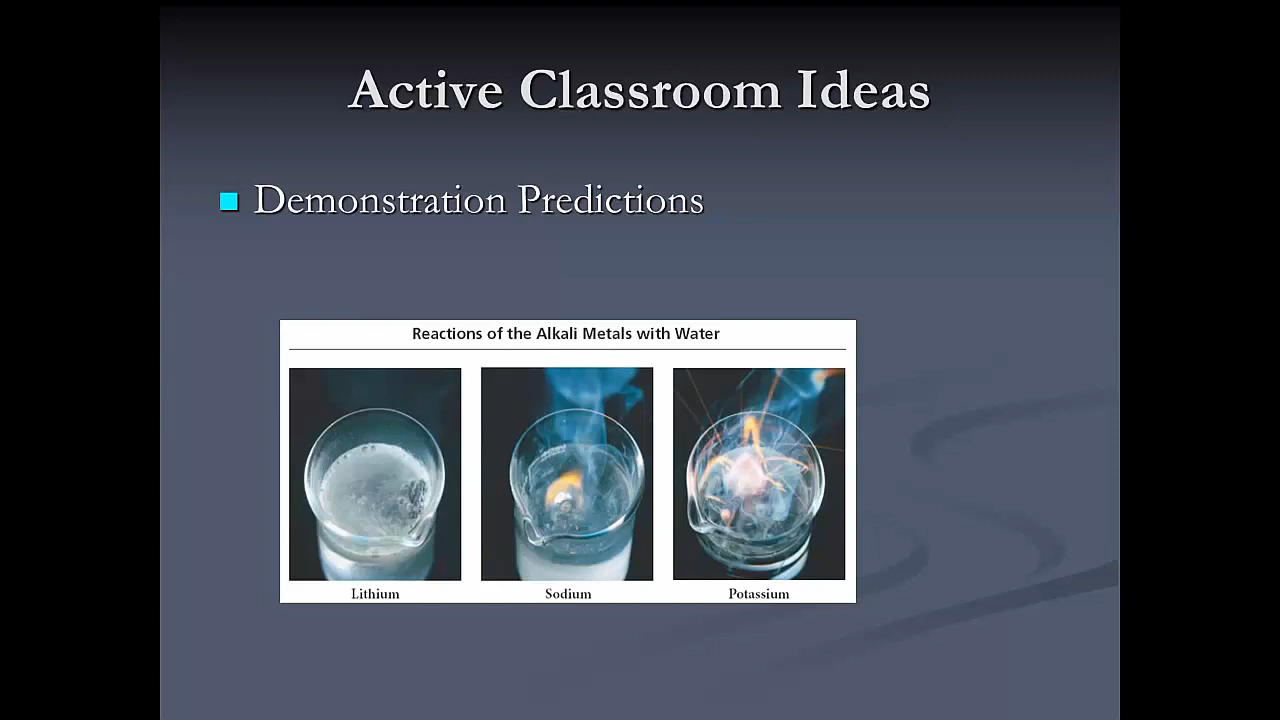 Active Classroom Ideas
Demonstration Predictions
Reactions of the Alkali Metals with Water
Lithium
Sodium
Potassium